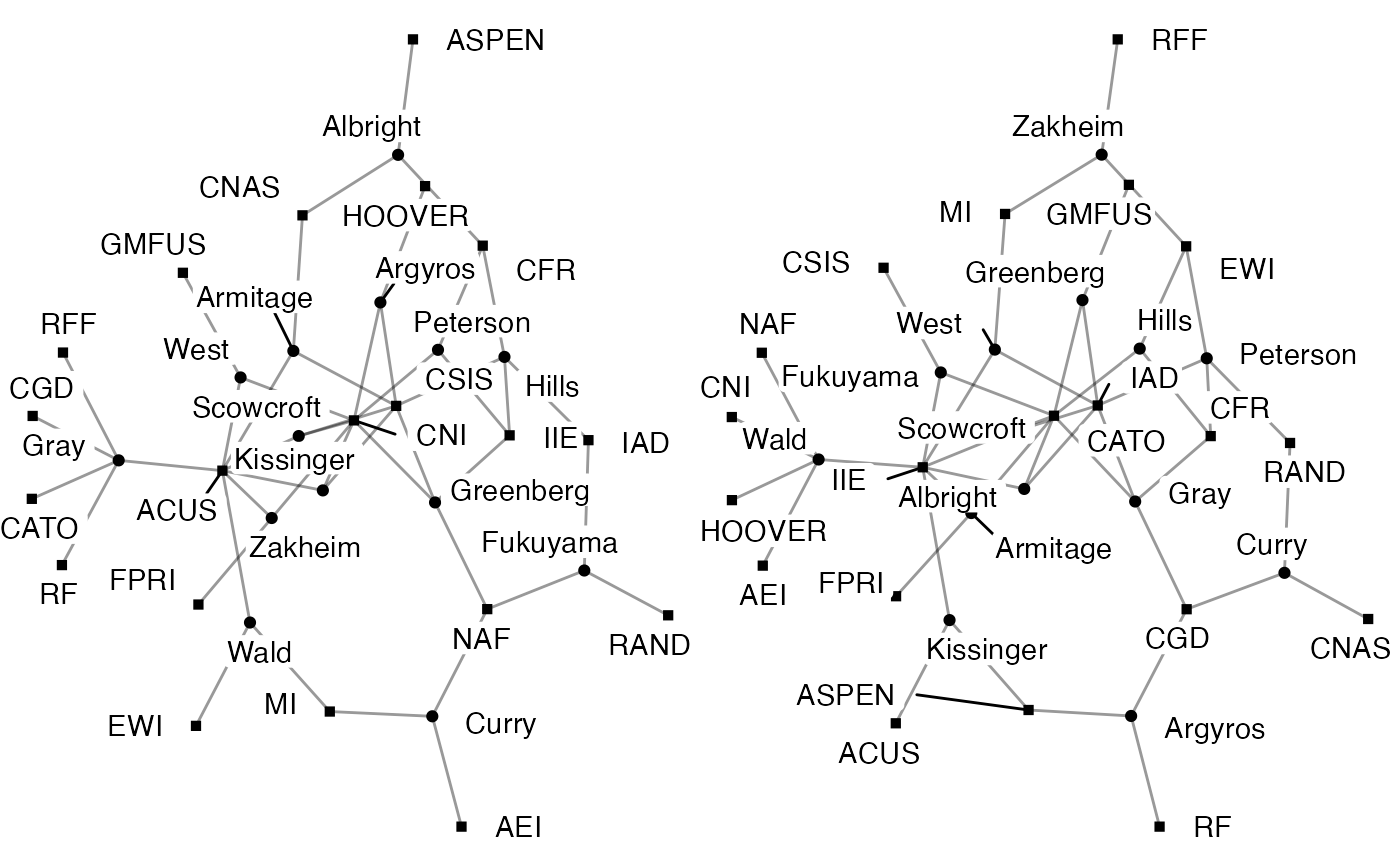 ASPEN
Albright
CNAS
HOOVER
GMFUS
CFR
Argyros
Armitage
RFF
Peterson
West
CGD
CSIS
Hills
Scowcroft
Gray
CNI
IIE
IAD
Kissinger
ACUS
Greenberg
CATO
Zakheim
Fukuyama
FPRI
RF
NAF
RAND
Wald
MI
EWI
Curry
AEI
RFF
Zakheim
MI
GMFUS
CSIS
EWI
Greenberg
NAF
West
Hills
Peterson
CNI
Fukuyama
IAD
CFR
Wald
Scowcroft
CATO
RAND
IIE
Albright
Gray
HOOVER
Armitage
Curry
AEI
FPRI
Kissinger
CGD
CNAS
ASPEN
ACUS
Argyros
RF